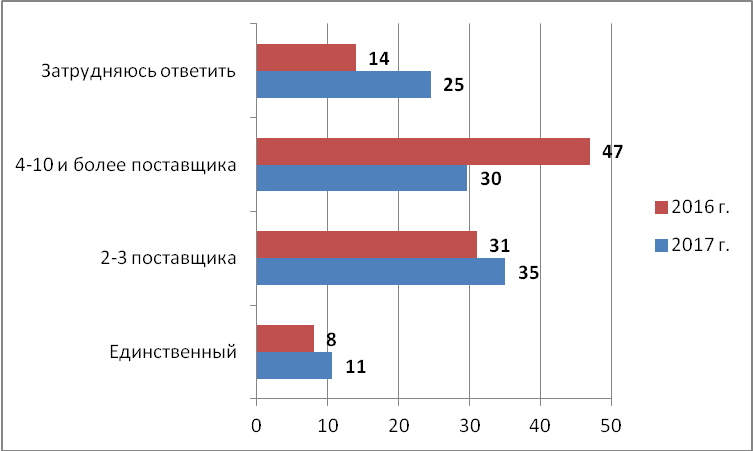 Затрудняюсь ответить
14
25
4-10 и более поставщика
47
30
2-3 поставщика
31
35
Единственный
8
11
0 10 20 30 40 50
2016 г.
2017 г.